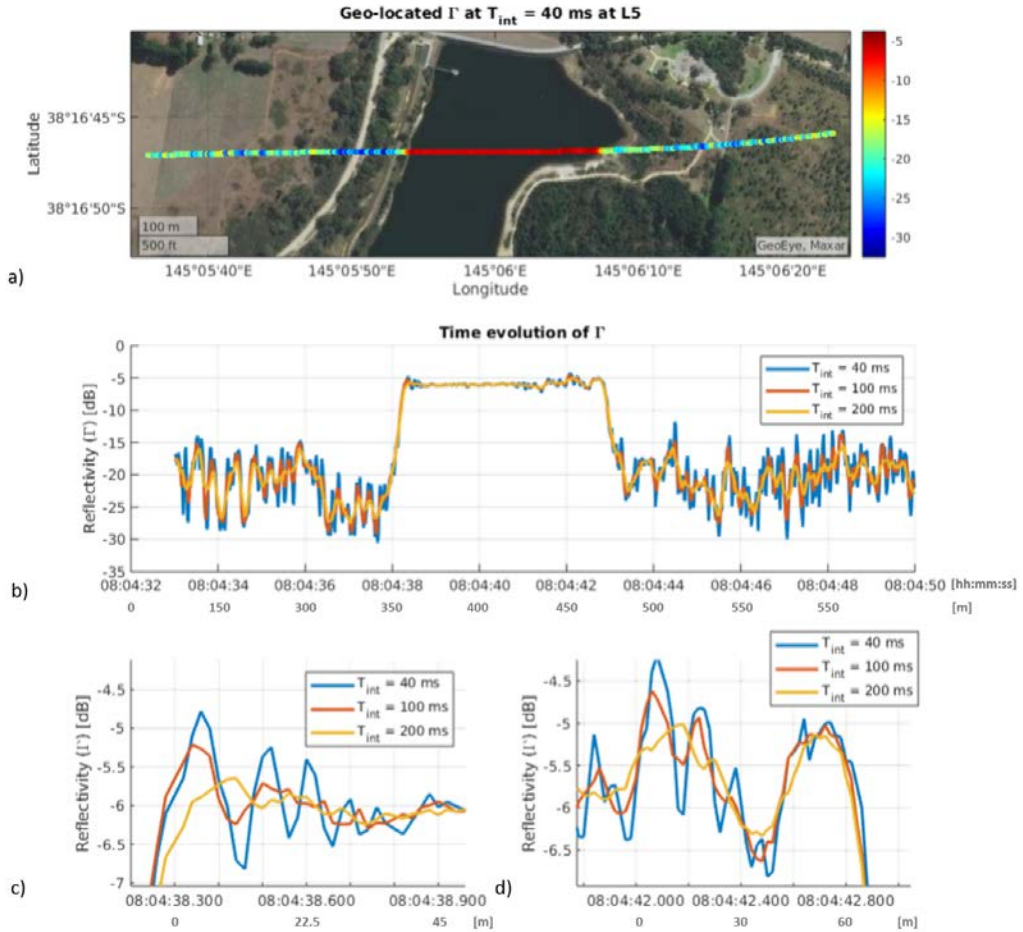 Geo-located Γ at T_int = 40 ms at L5
Latitude
38°16'45"S
38°16'50"S
100 m
500 ft
GeoEye, Maxar
-5
-10
-15
-20
-25
-30
145°05'40"E 145°05'50"E 145°06'E 145°06'10"E 145°06'20"E
Longitude
a)
Time evolution of Γ
Reflectivity (Γ) [dB]
0
-5
-10
-15
-20
-25
-30
-35
T_int = 40 ms
T_int = 100 ms
T_int = 200 ms
08:04:32 08:04:34 08:04:36 08:04:38 08:04:40 08:04:42 08:04:44 08:04:46 08:04:48 08:04:50 [hh:mm:ss]
b)
0 150 300 350 400 450 500 550 550 [m]
Reflectivity (Γ) [dB]
-4.5
-5
-5.5
-6
-6.5
-7
T_int = 40 ms
T_int = 100 ms
T_int = 200 ms
c)
08:04:38.300 08:04:38.600 08:04:38.900
0 22.5 45 [m]
Reflectivity (Γ) [dB]
-4.5
-5
-5.5
-6
-6.5
T_int = 40 ms
T_int = 100 ms
T_int = 200 ms
d)
08:04:42.000 08:04:42.400 08:04:42.800
0 30 60 [m]